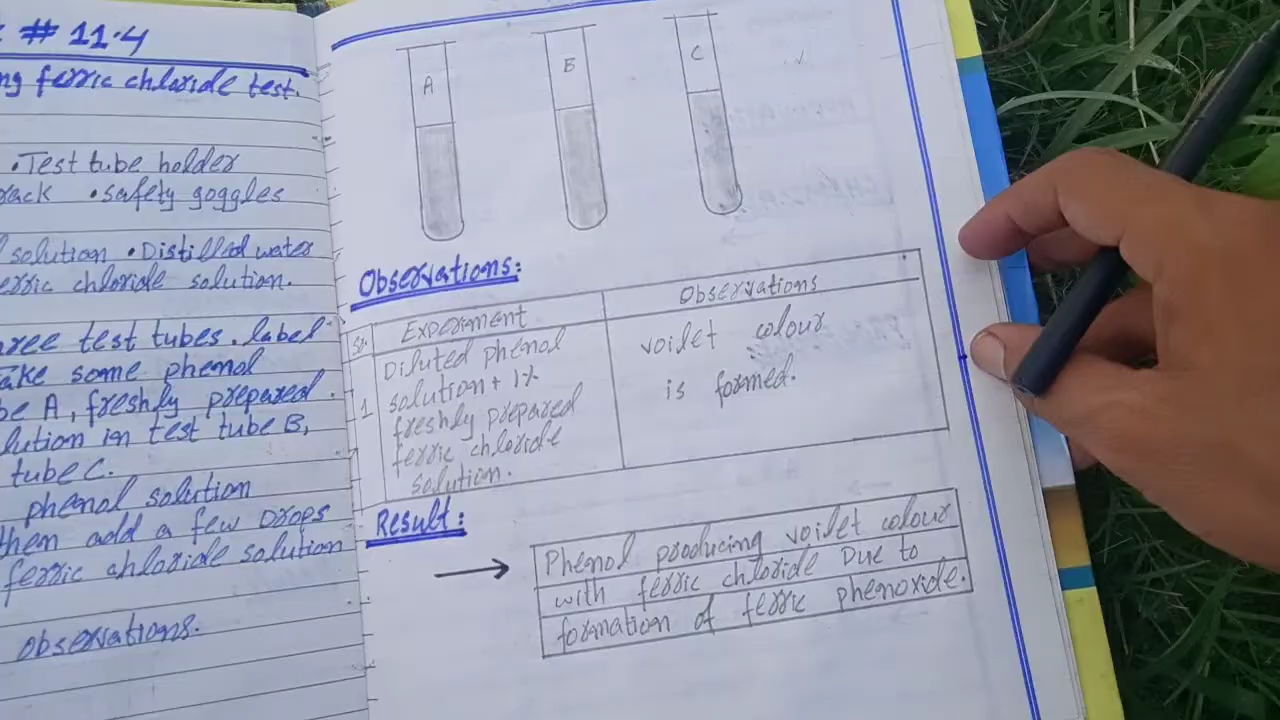 # 11.4
ng ferric chloride test.
• Test tube holder
rack • safety goggles
l solution • Distilled water
erric chloride solution.
hree test tubes. label
ake some phenol
be A, freshly prepared
lution in test tube B,
tube C.
phenol solution
them add a few Drops
ferric chloride solution
observations.
A
B
C
Observations:
Sr. Experiment Observations
1 Diluted phenol
solution + 1%
freshly prepared
ferric chloride
solution.
voilet colour
is formed.
Result:
→ Phenol producing voilet colour
with ferric chloride Due to
formation of ferric phenoxide.